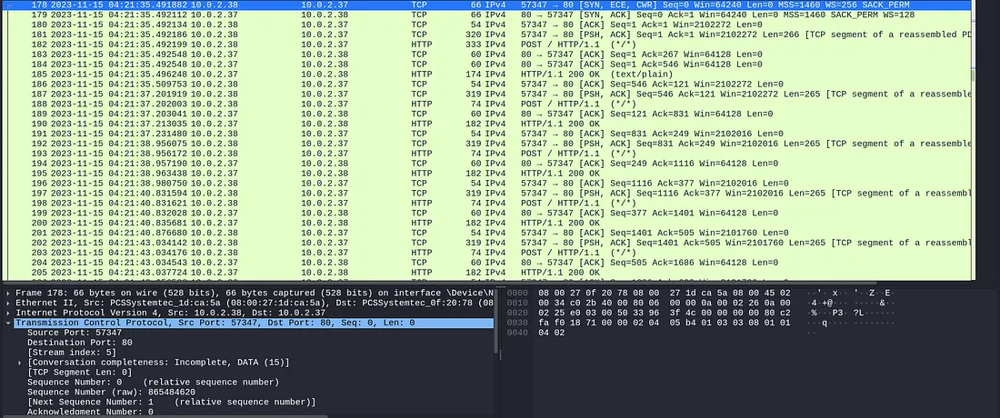 178 2023-11-15 04:21:35.491882 10.0.2.38 10.0.2.37 TCP 66 IPv4 57347 → 80 [SYN, ECE, CWR] Seq=0 Win=64240 Len=0 MSS=1460 WS=256 SACK_PERM
179 2023-11-15 04:21:35.492111 10.0.2.37 10.0.2.38 TCP 66 IPv4 80 → 57347 [SYN, ACK] Seq=0 Ack=1 Win=64240 Len=0 MSS=1460 SACK_PERM WS=128
180 2023-11-15 04:21:35.492134 10.0.2.38 10.0.2.37 TCP 54 IPv4 57347 → 80 [ACK] Seq=1 Ack=1 Win=2102272 Len=0
181 2023-11-15 04:21:35.492186 10.0.2.38 10.0.2.37 TCP 320 IPv4 57347 → 80 [PSH, ACK] Seq=1 Ack=1 Win=2102272 Len=266 [TCP segment of a reassembled PD
182 2023-11-15 04:21:35.492199 10.0.2.38 10.0.2.37 HTTP 333 IPv4 POST / HTTP/1.1 (*/*)
183 2023-11-15 04:21:35.492548 10.0.2.37 10.0.2.38 TCP 60 IPv4 80 → 57347 [ACK] Seq=1 Ack=267 Win=64128 Len=0
184 2023-11-15 04:21:35.492548 10.0.2.37 10.0.2.38 TCP 60 IPv4 80 → 57347 [ACK] Seq=1 Ack=546 Win=64128 Len=0
185 2023-11-15 04:21:35.496248 10.0.2.37 10.0.2.38 HTTP 174 IPv4 HTTP/1.1 200 OK (text/plain)
186 2023-11-15 04:21:35.509753 10.0.2.38 10.0.2.37 TCP 54 IPv4 57347 → 80 [ACK] Seq=546 Ack=121 Win=2102272 Len=0
187 2023-11-15 04:21:37.201919 10.0.2.38 10.0.2.37 TCP 319 IPv4 57347 → 80 [PSH, ACK] Seq=546 Ack=121 Win=2102272 Len=265 [TCP segment of a reassemble
188 2023-11-15 04:21:37.202003 10.0.2.38 10.0.2.37 HTTP 74 IPv4 POST / HTTP/1.1 (*/*)
189 2023-11-15 04:21:37.203041 10.0.2.37 10.0.2.38 TCP 60 IPv4 80 → 57347 [ACK] Seq=121 Ack=831 Win=64128 Len=0
190 2023-11-15 04:21:37.213035 10.0.2.37 10.0.2.38 HTTP 182 IPv4 HTTP/1.1 200 OK
191 2023-11-15 04:21:37.231480 10.0.2.38 10.0.2.37 TCP 54 IPv4 57347 → 80 [ACK] Seq=831 Ack=249 Win=2102016 Len=0
192 2023-11-15 04:21:38.956075 10.0.2.38 10.0.2.37 TCP 319 IPv4 57347 → 80 [PSH, ACK] Seq=831 Ack=249 Win=2102016 Len=265 [TCP segment of a reassemble
193 2023-11-15 04:21:38.956172 10.0.2.38 10.0.2.37 HTTP 74 IPv4 POST / HTTP/1.1 (*/*)
194 2023-11-15 04:21:38.956594 10.0.2.37 10.0.2.38 TCP 60 IPv4 80 → 57347 [ACK] Seq=249 Ack=1116 Win=64128 Len=0
195 2023-11-15 04:21:38.963438 10.0.2.37 10.0.2.38 HTTP 182 IPv4 HTTP/1.1 200 OK
196 2023-11-15 04:21:38.980750 10.0.2.38 10.0.2.37 TCP 54 IPv4 57347 → 80 [ACK] Seq=1116 Ack=377 Win=2102016 Len=0
197 2023-11-15 04:21:40.831594 10.0.2.38 10.0.2.37 TCP 319 IPv4 57347 → 80 [PSH, ACK] Seq=1116 Ack=377 Win=2102016 Len=265 [TCP segment of a reassembl
198 2023-11-15 04:21:40.831621 10.0.2.38 10.0.2.37 HTTP 74 IPv4 POST / HTTP/1.1 (*/*)
199 2023-11-15 04:21:40.832028 10.0.2.37 10.0.2.38 TCP 60 IPv4 80 → 57347 [ACK] Seq=377 Ack=1401 Win=64128 Len=0
200 2023-11-15 04:21:40.835681 10.0.2.37 10.0.2.38 HTTP 182 IPv4 HTTP/1.1 200 OK
201 2023-11-15 04:21:40.876680 10.0.2.38 10.0.2.37 TCP 54 IPv4 57347 → 80 [ACK] Seq=1401 Ack=505 Win=2101760 Len=0
202 2023-11-15 04:21:43.034142 10.0.2.38 10.0.2.37 TCP 319 IPv4 57347 → 80 [PSH, ACK] Seq=1401 Ack=505 Win=2101760 Len=265 [TCP segment of a reassembl
203 2023-11-15 04:21:43.034176 10.0.2.38 10.0.2.37 HTTP 74 IPv4 POST / HTTP/1.1 (*/*)
204 2023-11-15 04:21:43.034543 10.0.2.37 10.0.2.38 TCP 60 IPv4 80 → 57347 [ACK] Seq=505 Ack=1686 Win=64128 Len=0
205 2023-11-15 04:21:43.037724 10.0.2.37 10.0.2.38 HTTP 182 IPv4 HTTP/1.1 200 OK
Frame 178: 66 bytes on wire (528 bits), 66 bytes captured (528 bits) on interface \Device\N
Ethernet II, Src: PCSSystemtec_1d:ca:5a (08:00:27:1d:ca:5a), Dst: PCSSystemtec_0f:20:78 (08
Internet Protocol Version 4, Src: 10.0.2.38, Dst: 10.0.2.37
Transmission Control Protocol, Src Port: 57347, Dst Port: 80, Seq: 0, Len: 0
Source Port: 57347
Destination Port: 80
[Stream index: 5]
[Conversation completeness: Incomplete, DATA (15)]
[TCP Segment Len: 0]
Sequence Number: 0 (relative sequence number)
Sequence Number (raw): 865484620
[Next Sequence Number: 1 (relative sequence number)]
Acknowledgment Number: 0
0000 08 00 27 0f 20 78 08 00 27 1d ca 5a 08 00 45 02 ··'· x·· '··Z··E·
0010 00 34 c0 2b 40 00 80 06 00 00 0a 00 02 26 0a 00 ·4·+@··· ·····&··
0020 02 25 e0 03 00 50 33 96 3f 4c 00 00 00 00 80 c2 ·%···P3· ?L······
0030 fa f0 18 71 00 00 02 04 05 b4 01 03 03 08 01 01 ···q···· ········
0040 04 02 ··